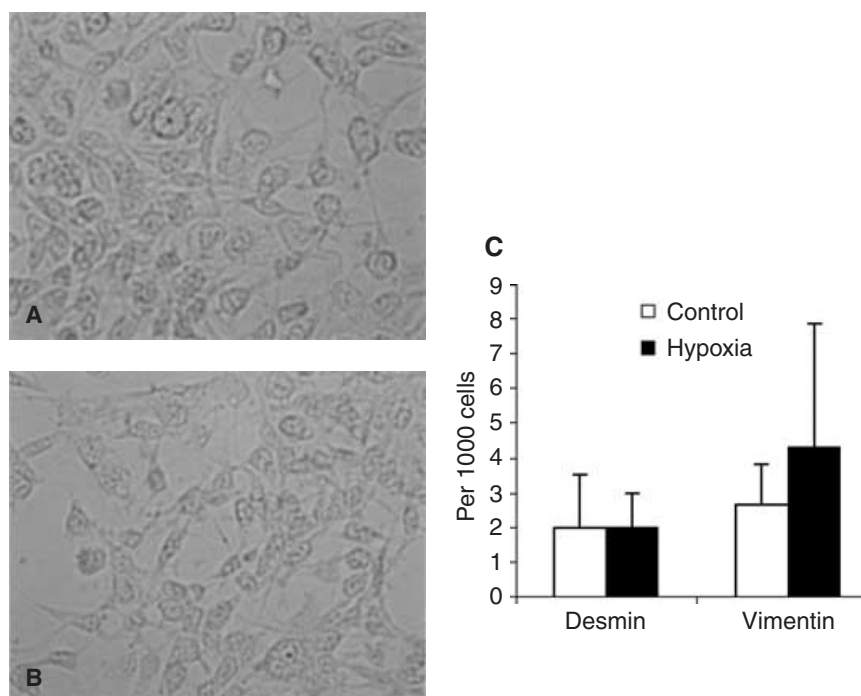 A
B
C
Per 1000 cells
9
8
7
6
5
4
3
2
1
0
Control
Hypoxia
Desmin
Vimentin